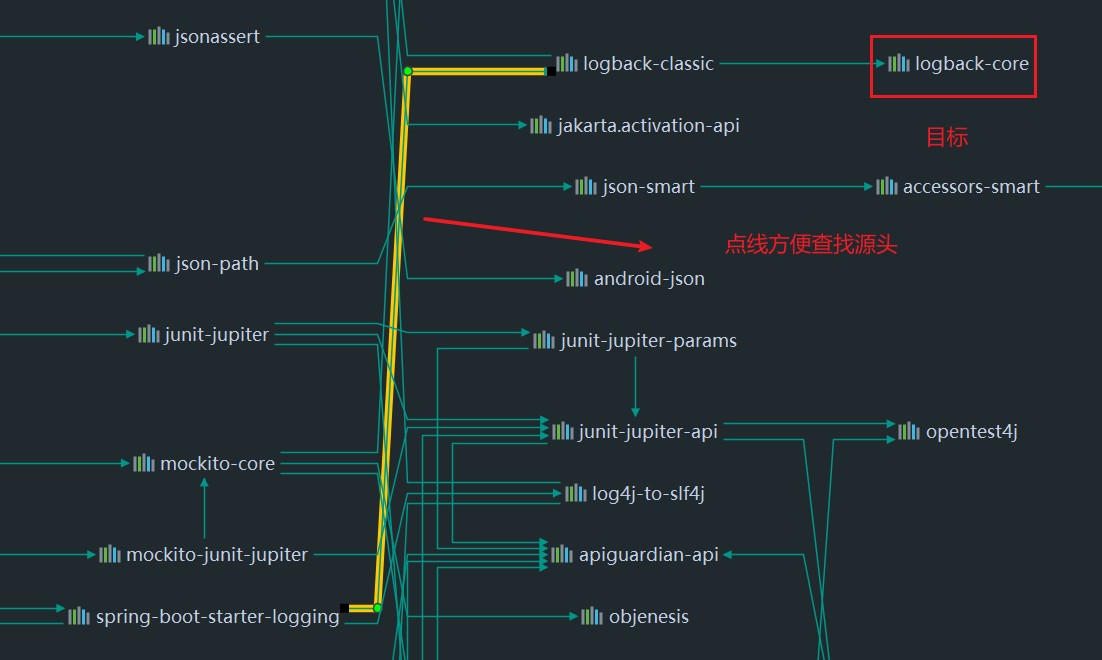 jsonassert
logback-classic
logback-core
jakarta.activation-api
目标
json-smart
accessors-smart
点线方便查找源头
json-path
android-json
junit-jupiter
junit-jupiter-params
junit-jupiter-api
opentest4j
mockito-core
log4j-to-slf4j
mockito-junit-jupiter
apiguardian-api
spring-boot-starter-logging
objenesis